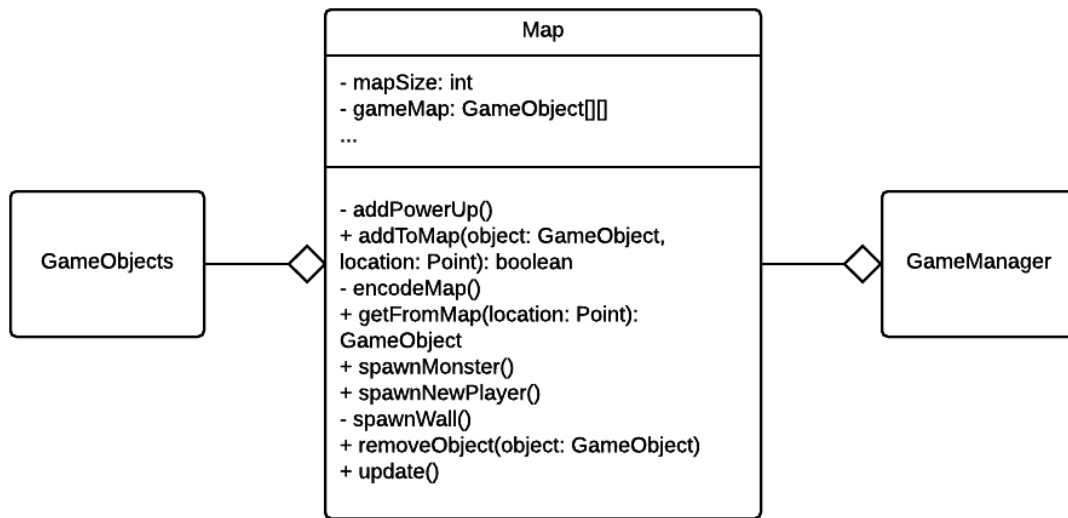 Map
- mapSize: int
- gameMap: GameObject[][]
...
- addPowerUp()
+ addToMap(object: GameObject,
location: Point): boolean
- encodeMap()
+ getFromMap(location: Point):
GameObject
+ spawnMonster()
+ spawnNewPlayer()
- spawnWall()
+ removeObject(object: GameObject)
+ update()
GameObjects
GameManager